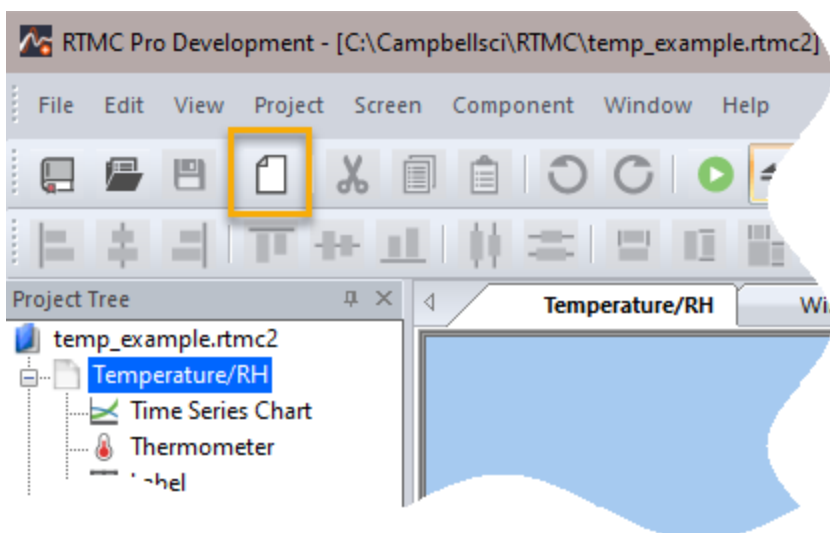 RTMC Pro Development - [C:\Campbellsci\RTMC\temp_example.rtmc2]
File Edit View Project Screen Component Window Help
Project Tree
Temperature/RH
temp_example.rtmc2
Temperature/RH
Time Series Chart
Thermometer